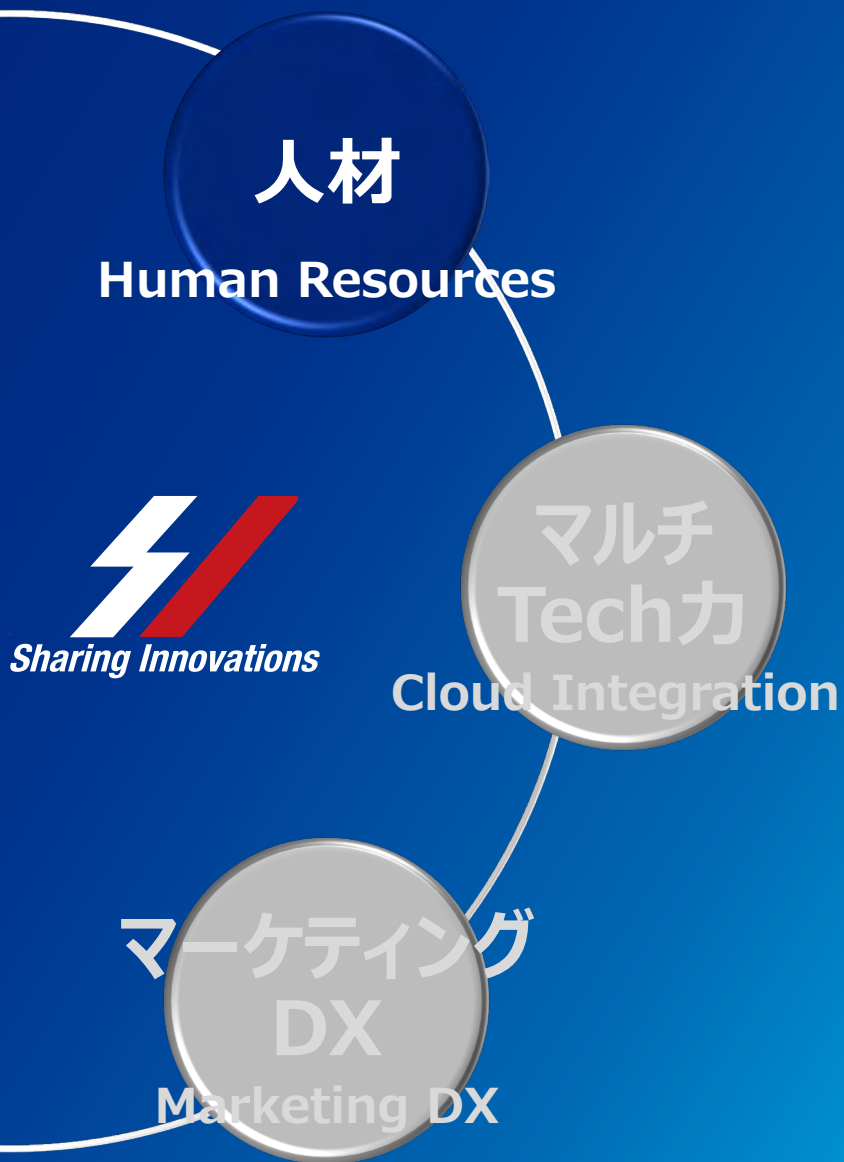 人材
Human Resources
マルチ
Tech力
Cloud Integration
Sharing Innovations
マーケティング
DX
Marketing DX